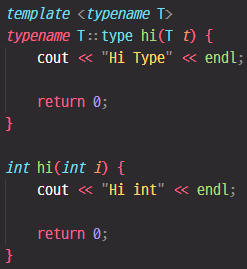 template <typename T>
typename T::type hi(T t) {
    cout << "Hi Type" << endl;

    return 0;
}

int hi(int i) {
    cout << "Hi int" << endl;

    return 0;
}